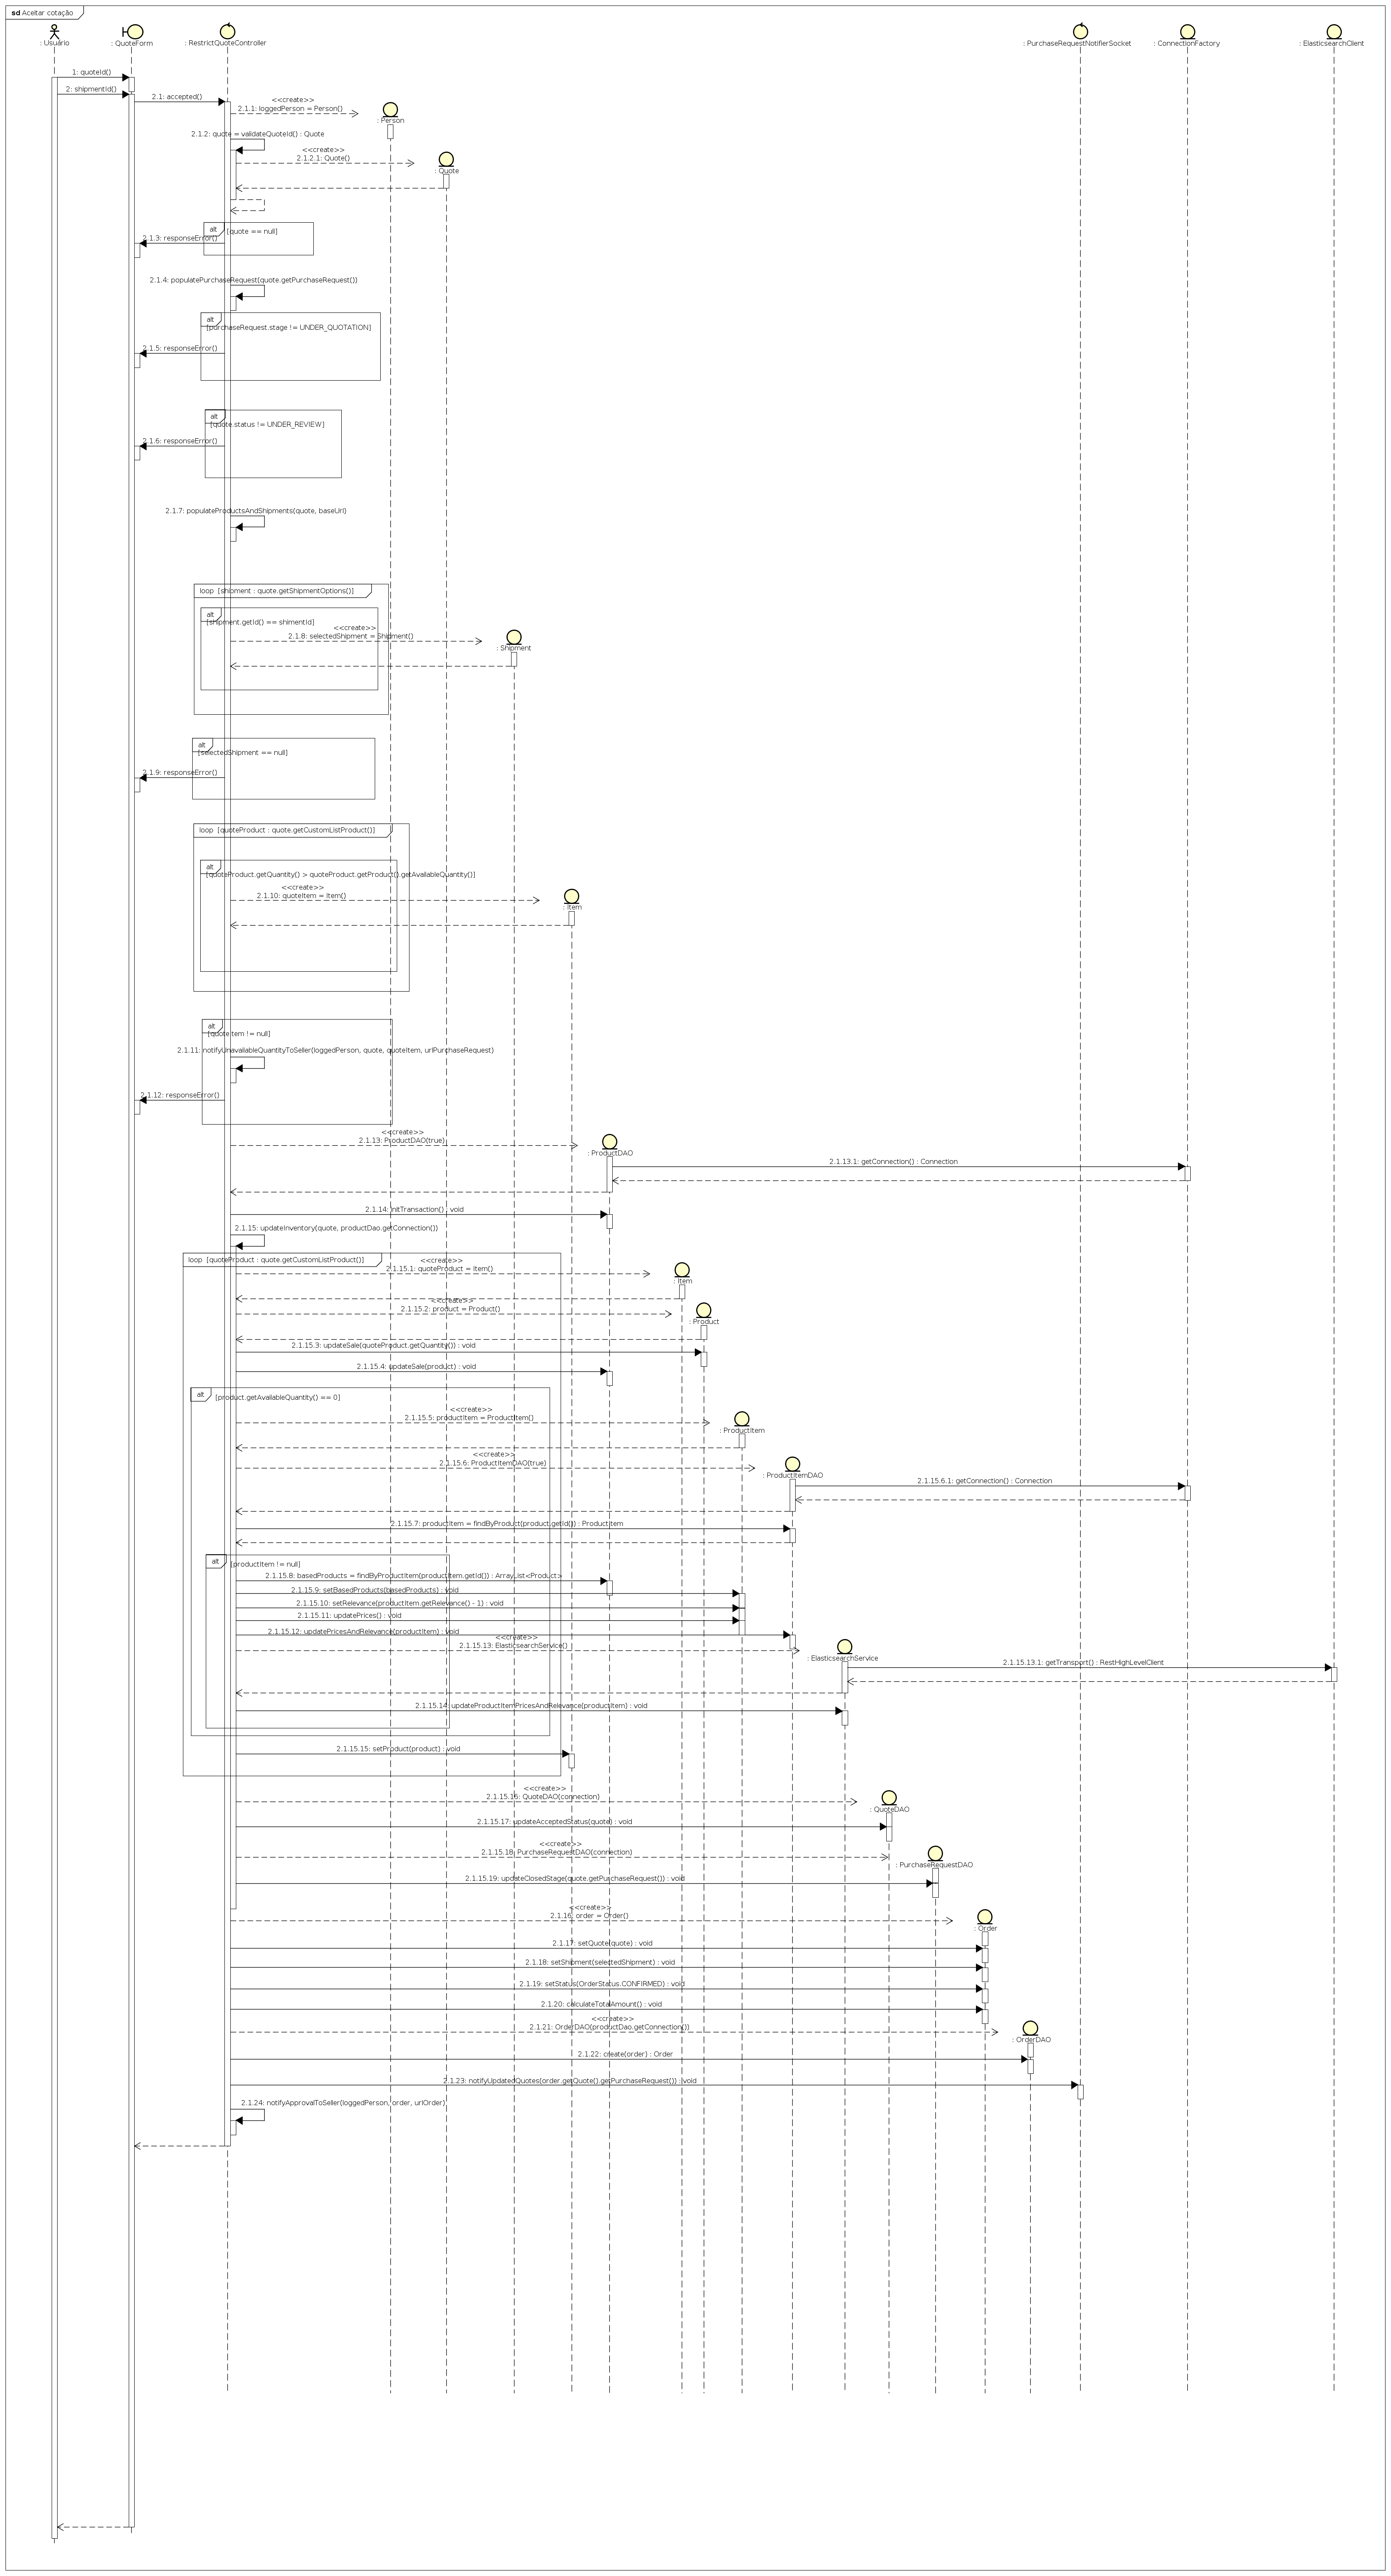 sd Aceitar cotação
: Usuário
: QuoteForm
: RestrictQuoteController
: PurchaseRequestNotifierSocket
: ConnectionFactory
: ElasticsearchClient
1: quoteId()
2: shipmentId()
2.1: accepted()
<<create>>
2.1.1: loggedPerson = Person()
: Person
2.1.2: quote = validateQuoteId() : Quote
<<create>>
2.1.2.1: Quote()
: Quote
alt
[quote == null]
2.1.3: responseError()
2.1.4: populatePurchaseRequest(quote.getPurchaseRequest())
alt
[purchaseRequest.stage != UNDER_QUOTATION]
2.1.5: responseError()
alt
[quote.status != UNDER_REVIEW]
2.1.6: responseError()
2.1.7: populateProductsAndShipments(quote, baseUrl)
loop [shipment : quote.getShipmentOptions()]
alt
[shipment.getId() == shimentId]
<<create>>
2.1.8: selectedShipment = Shipment()
: Shipment
alt
[selectedShipment == null]
2.1.9: responseError()
loop [quoteProduct : quote.getCustomListProduct()]
alt
[quoteProduct.getQuantity() > quoteProduct.getProduct().getAvailableQuantity()]
<<create>>
2.1.10: quoteItem = Item()
: Item
alt
[quoteItem != null]
2.1.11: notifyUnavailableQuantityToSeller(loggedPerson, quote, quoteItem, urlPurchaseRequest)
2.1.12: responseError()
<<create>>
2.1.13: ProductDAO(true)
: ProductDAO
2.1.13.1: getConnection() : Connection
2.1.14: initTransaction() : void
2.1.15: updateInventory(quote, productDao.getConnection())
loop [quoteProduct : quote.getCustomListProduct()]
<<create>>
2.1.15.1: quoteProduct = Item()
: Item
<<create>>
2.1.15.2: product = Product()
: Product
2.1.15.3: updateSale(quoteProduct.getQuantity()) : void
2.1.15.4: updateSale(product) : void
alt
[product.getAvailableQuantity() == 0]
<<create>>
2.1.15.5: productItem = ProductItem()
: ProductItem
<<create>>
2.1.15.6: ProductItemDAO(true)
: ProductItemDAO
2.1.15.6.1: getConnection() : Connection
2.1.15.7: productItem = findByProduct(product.getId()) : ProductItem
alt
[productItem != null]
2.1.15.8: basedProducts = findByProductItem(productItem.getId()) : ArrayList<Product>
2.1.15.9: setBasedProducts(basedProducts) : void
2.1.15.10: setRelevance(productItem.getRelevance() - 1) : void
2.1.15.11: updatePrices() : void
2.1.15.12: updatePricesAndRelevance(productItem) : void
<<create>>
2.1.15.13: ElasticsearchService()
: ElasticsearchService
2.1.15.13.1: getTransport() : RestHighLevelClient
2.1.15.14: updateProductItemPricesAndRelevance(productItem) : void
2.1.15.15: setProduct(product) : void
<<create>>
2.1.15.16: QuoteDAO(connection)
: QuoteDAO
2.1.15.17: updateAcceptedStatus(quote) : void
<<create>>
2.1.15.18: PurchaseRequestDAO(connection)
: PurchaseRequestDAO
2.1.15.19: updateClosedStage(quote.getPurchaseRequest()) : void
<<create>>
2.1.16: order = Order()
: Order
2.1.17: setQuote(quote) : void
2.1.18: setShipment(selectedShipment) : void
2.1.19: setStatus(OrderStatus.CONFIRMED) : void
2.1.20: calculateTotalAmount() : void
<<create>>
2.1.21: OrderDAO(productDao.getConnection())
: OrderDAO
2.1.22: create(order) : Order
2.1.23: notifyUpdatedQuotes(order.getQuote().getPurchaseRequest()) : void
2.1.24: notifyApprovalToSeller(loggedPerson, order, urlOrder)